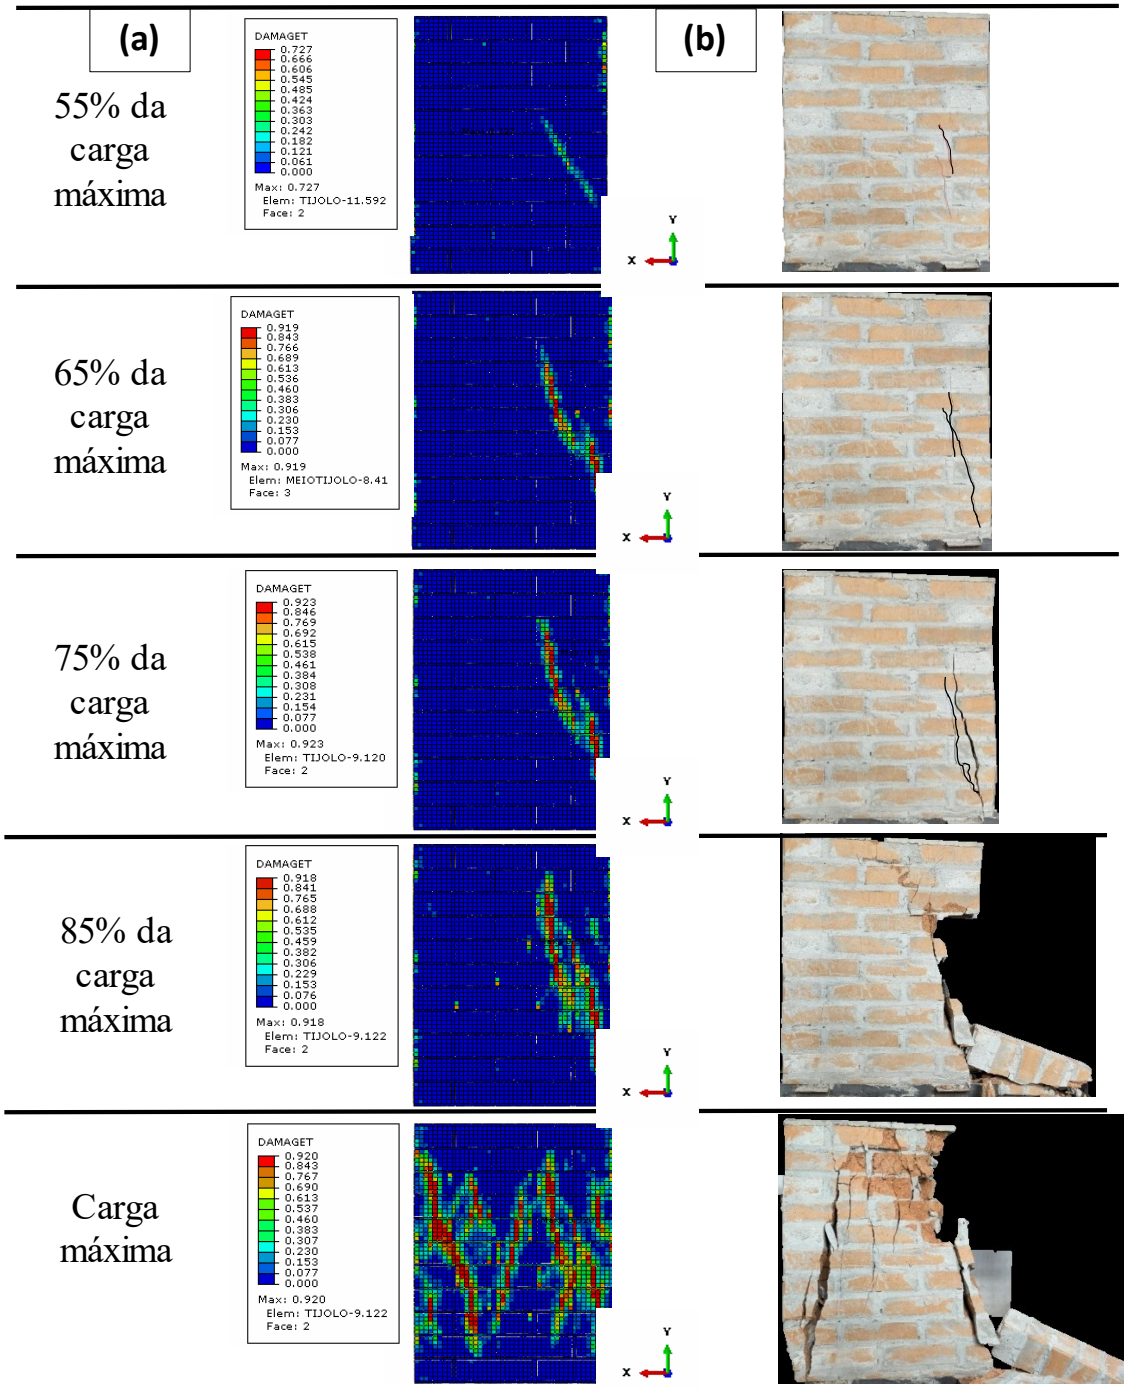 (a)
(b)
55% da
carga
máxima
DAMAGET
0.727
0.666
0.606
0.545
0.485
0.424
0.363
0.303
0.242
0.182
0.121
0.061
0.000
Max: 0.727
Elem: TIJOLO-11.592
Face: 2
Y
X
65% da
carga
máxima
DAMAGET
0.919
0.843
0.766
0.689
0.613
0.536
0.460
0.383
0.306
0.230
0.153
0.077
0.000
Max: 0.919
Elem: MEIOTIJOLO-8.41
Face: 3
Y
X
75% da
carga
máxima
DAMAGET
0.923
0.846
0.769
0.692
0.615
0.538
0.461
0.384
0.308
0.231
0.154
0.077
0.000
Max: 0.923
Elem: TIJOLO-9.120
Face: 2
Y
X
85% da
carga
máxima
DAMAGET
0.918
0.841
0.765
0.688
0.612
0.535
0.459
0.382
0.306
0.229
0.153
0.076
0.000
Max: 0.918
Elem: TIJOLO-9.122
Face: 2
Y
X
Carga
máxima
DAMAGET
0.920
0.843
0.767
0.690
0.613
0.537
0.460
0.383
0.307
0.230
0.153
0.077
0.000
Max: 0.920
Elem: TIJOLO-9.122
Face: 2
Y
X